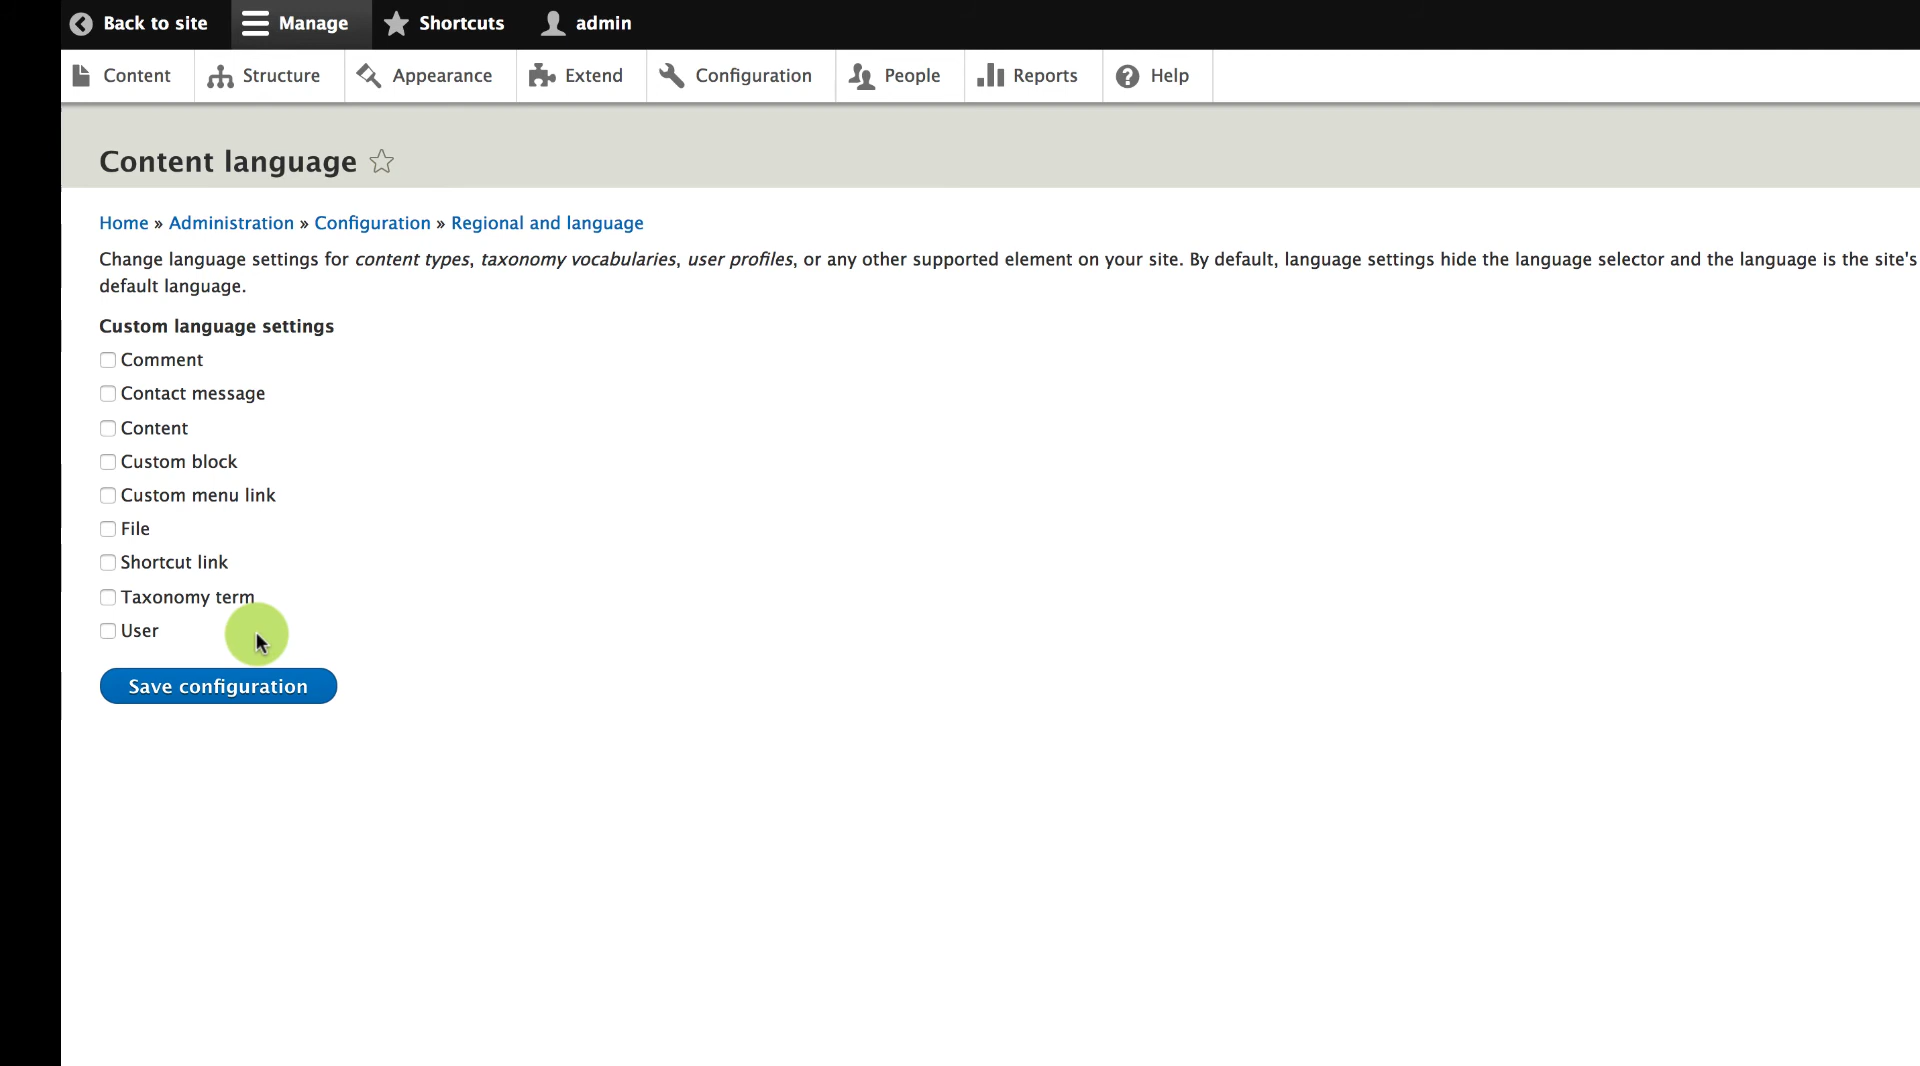 Back to site Manage Shortcuts admin
Content Structure Appearance Extend Configuration People Reports Help
Content language
Home » Administration » Configuration » Regional and language
Change language settings for content types, taxonomy vocabularies, user profiles, or any other supported element on your site. By default, language settings hide the language selector and the language is the site's
default language.
Custom language settings
Comment
Contact message
Content
Custom block
Custom menu link
File
Shortcut link
Taxonomy term
User
Save configuration